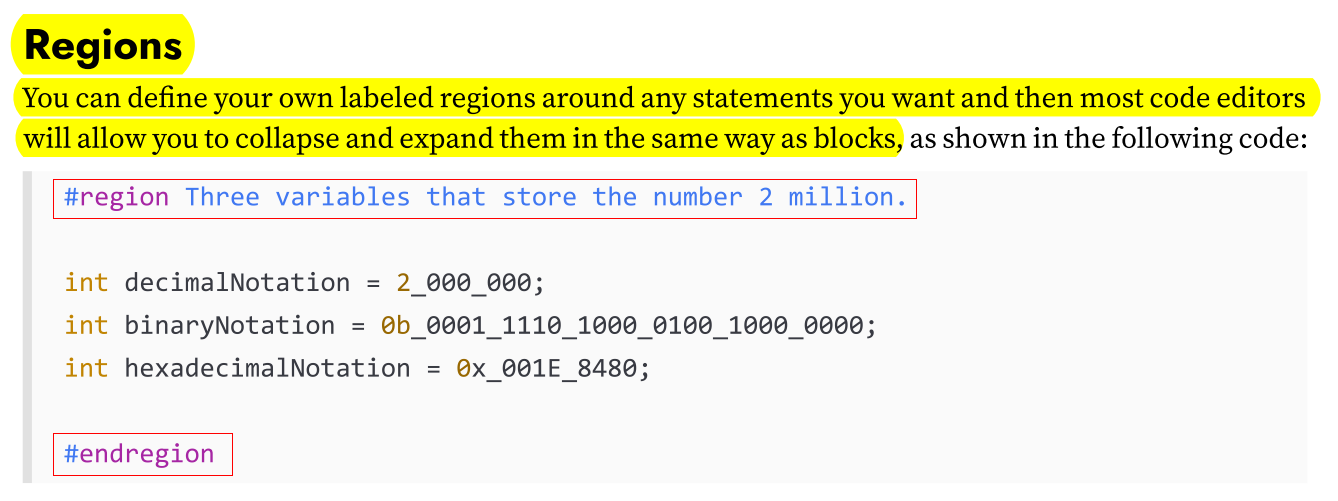 Regions
You can define your own labeled regions around any statements you want and then most code editors
will allow you to collapse and expand them in the same way as blocks, as shown in the following code:
#region Three variables that store the number 2 million.
int decimalNotation = 2_000_000;
int binaryNotation = 0b_0001_1110_1000_0100_1000_0000;
int hexadecimalNotation = 0x_001E_8480;
#endregion